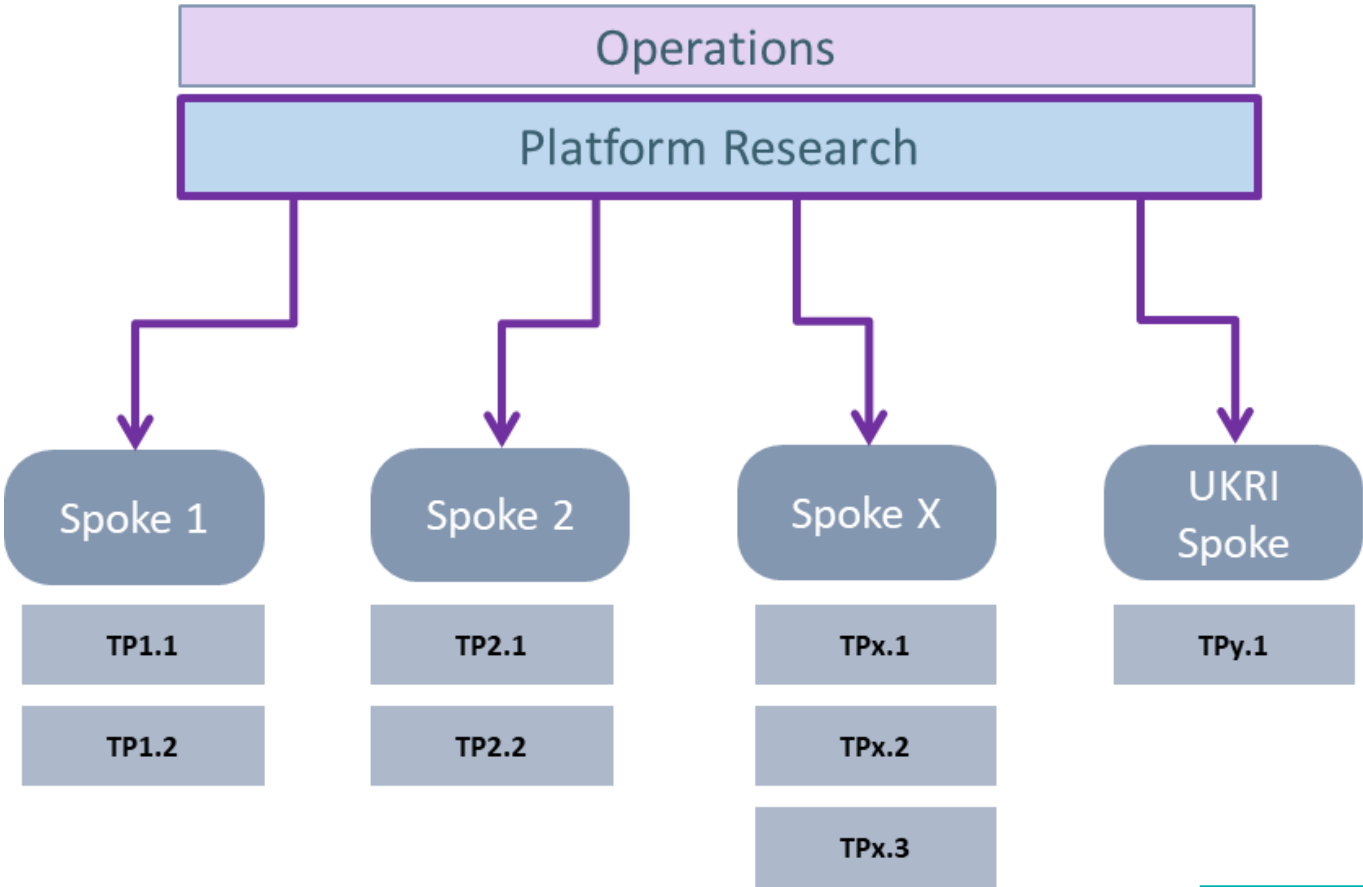 Operations
Platform Research
Spoke 1
Spoke 2
Spoke X
UKRI
Spoke
TP1.1
TP2.1
TPx.1
TPy.1
TP1.2
TP2.2
TPx.2
TPx.3